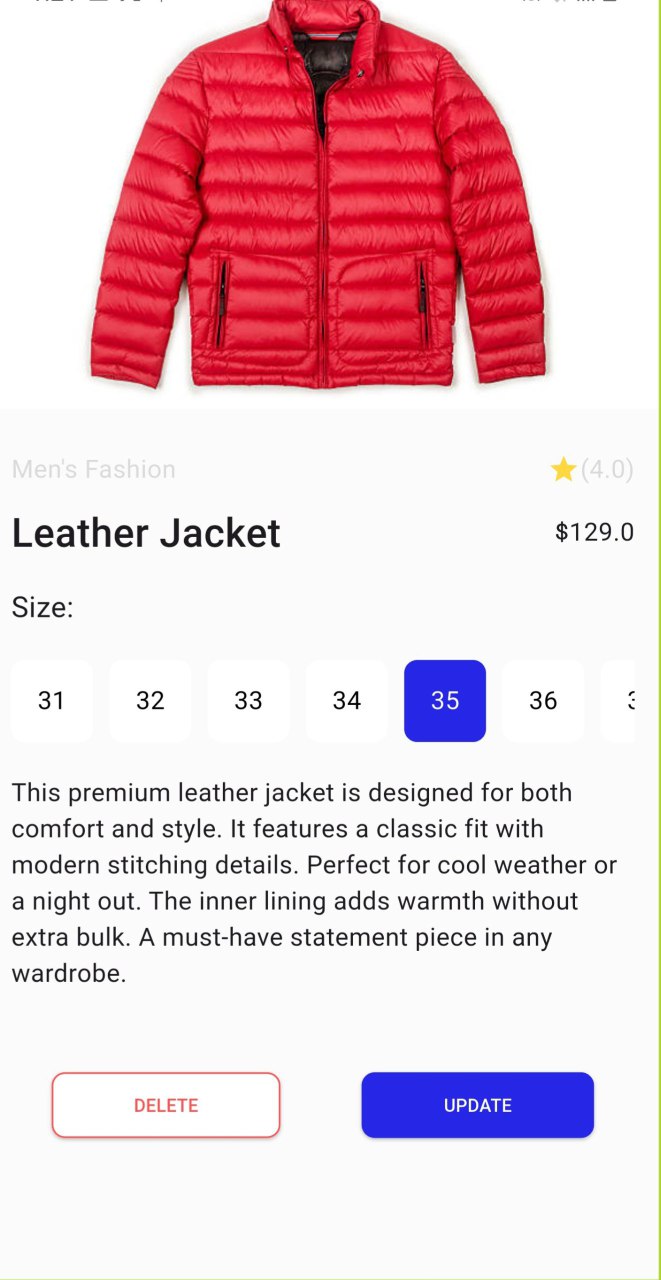 Men's Fashion
(4.0)
Leather Jacket
$129.0
Size:
31 32 33 34 35 36
This premium leather jacket is designed for both
comfort and style. It features a classic fit with
modern stitching details. Perfect for cool weather or
a night out. The inner lining adds warmth without
extra bulk. A must-have statement piece in any
wardrobe.
DELETE
UPDATE